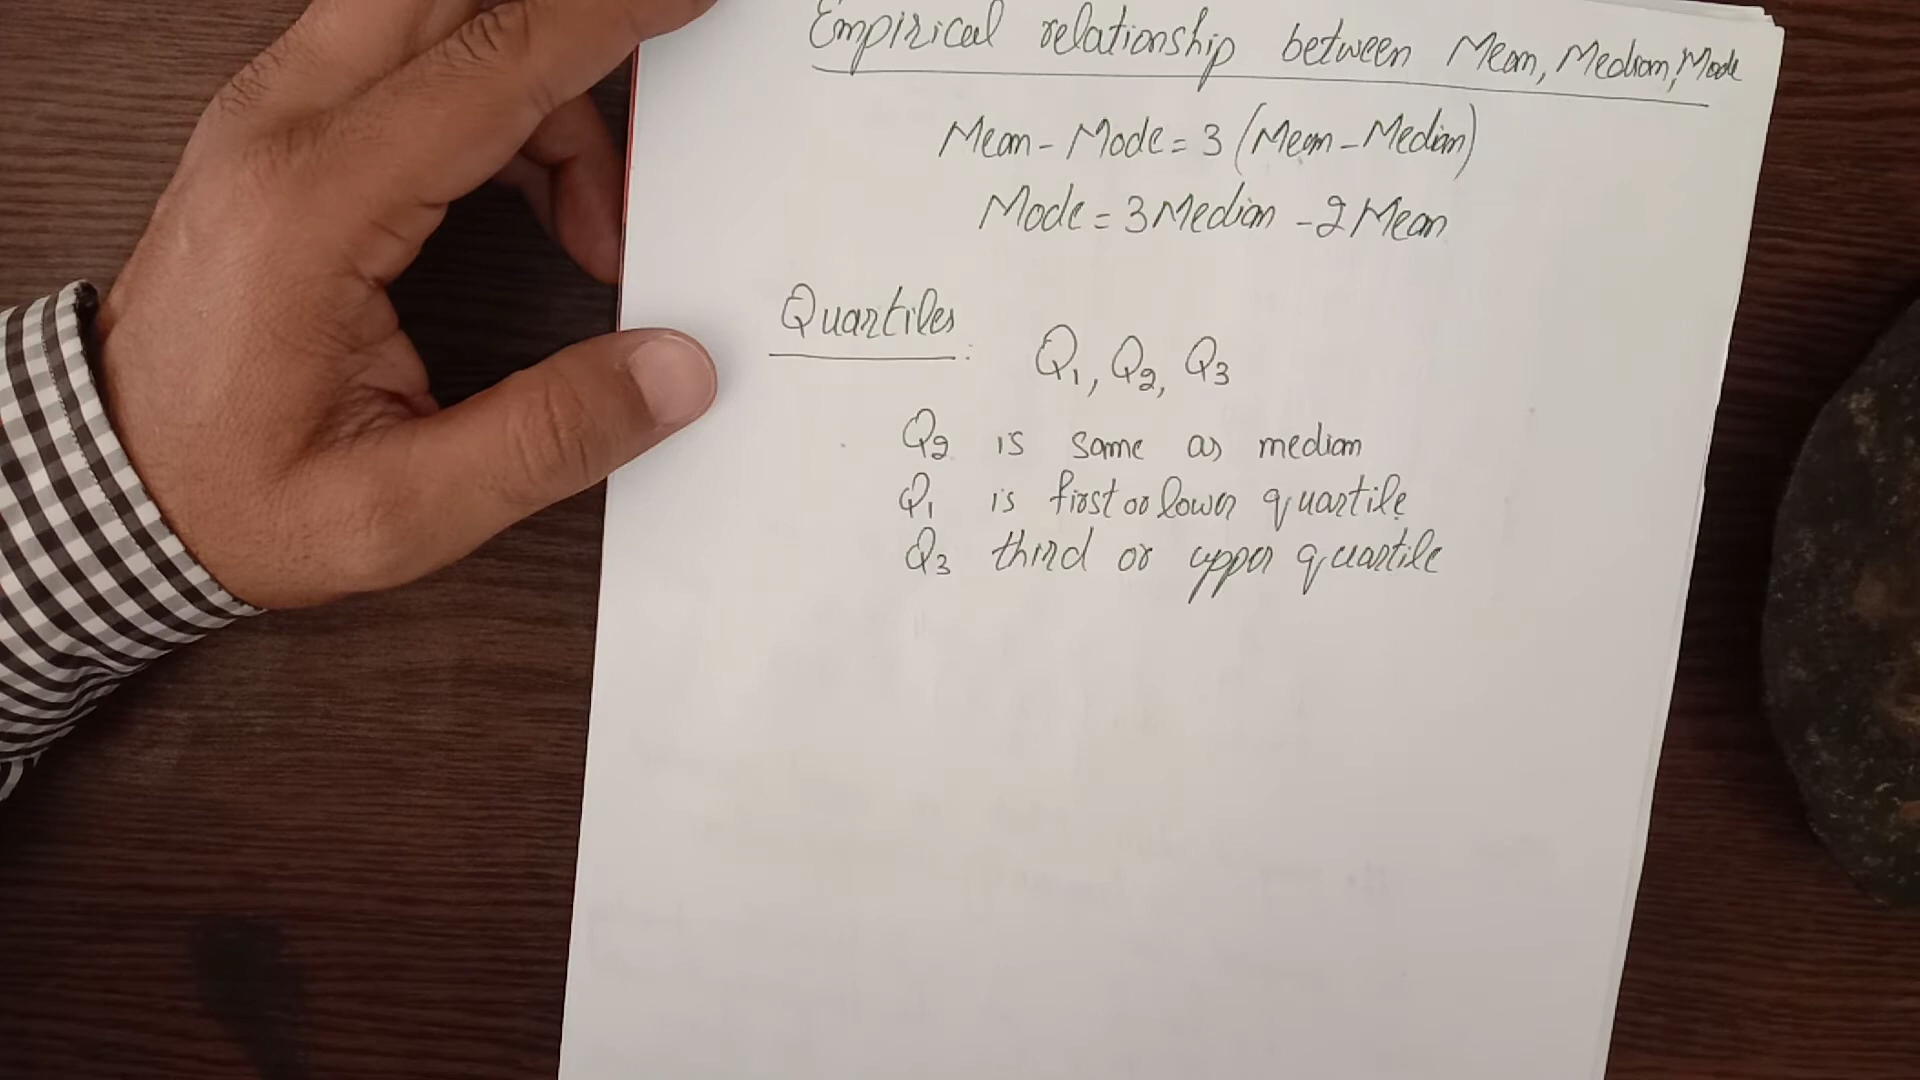 Empirical relationship between Mean, Median, Mode
Mean - Mode = 3 (Mean - Median)
Mode = 3 Median - 2 Mean
Quartiles: Q1, Q2, Q3
Q2 is same as median
Q1 is first or lower quartile
Q3 third or upper quartile